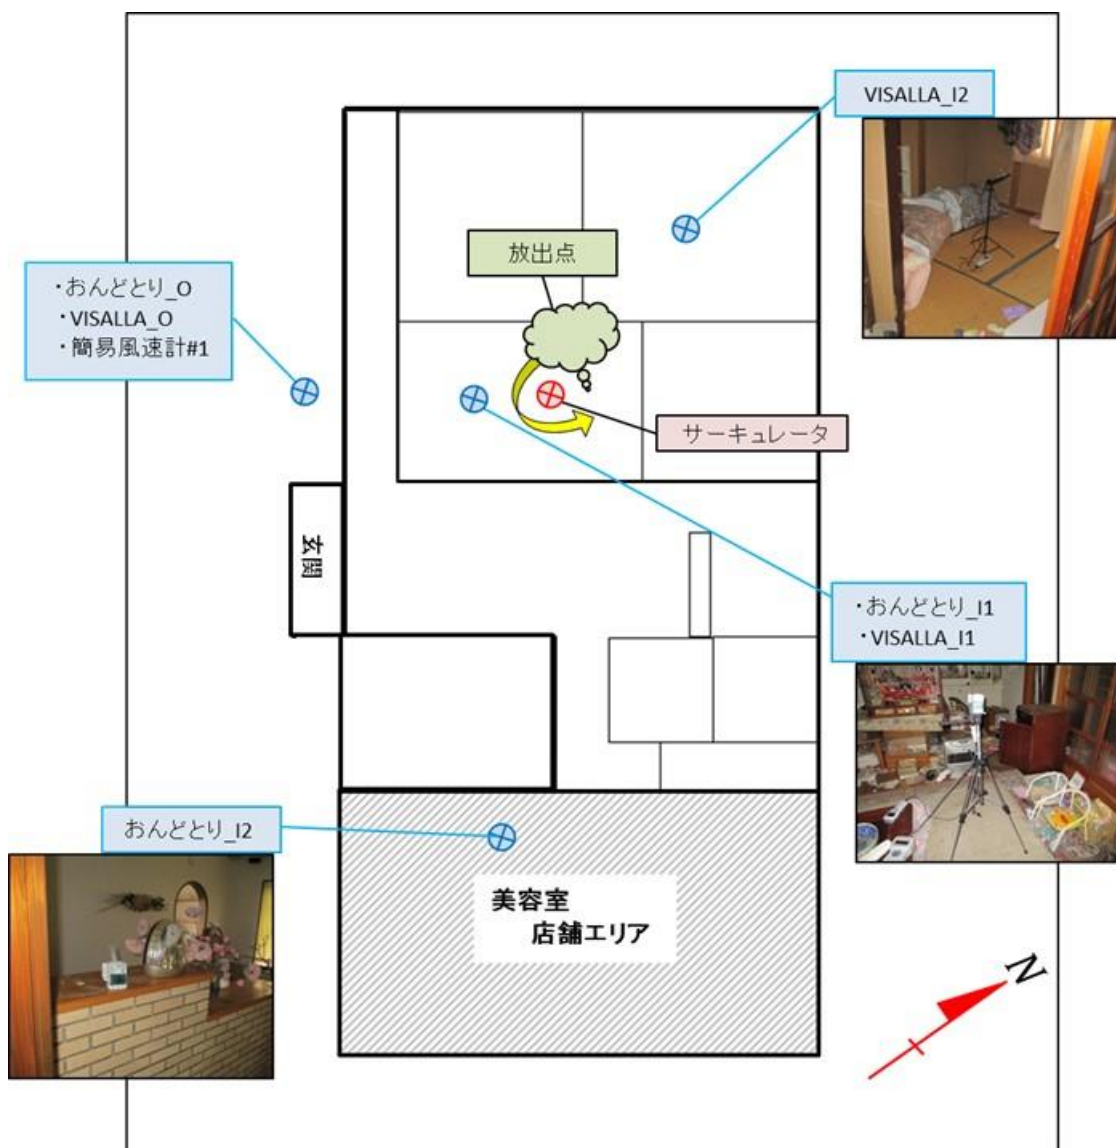 VISALLA_I2
放出点
・おんどとり_O
・VISALLA_O
・簡易風速計#1
サーキュレータ
玄関
・おんどとり_I1
・VISALLA_I1
おんどとり_I2
美容室
店舗エリア
N